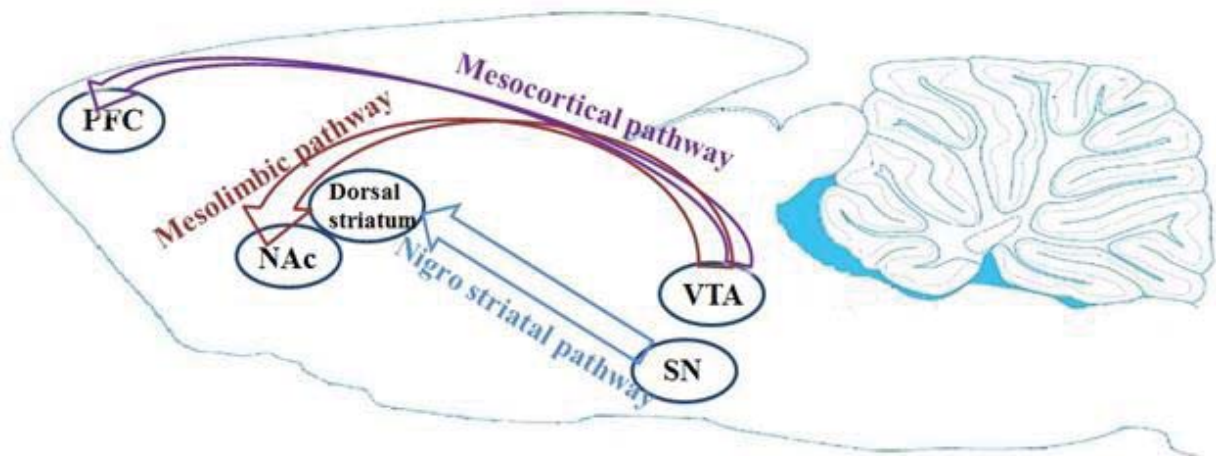 Mesocortical pathway
PFC
Mesolimbic pathway
Dorsal
striatum
NAc
Nigro striatal pathway
VTA
SN